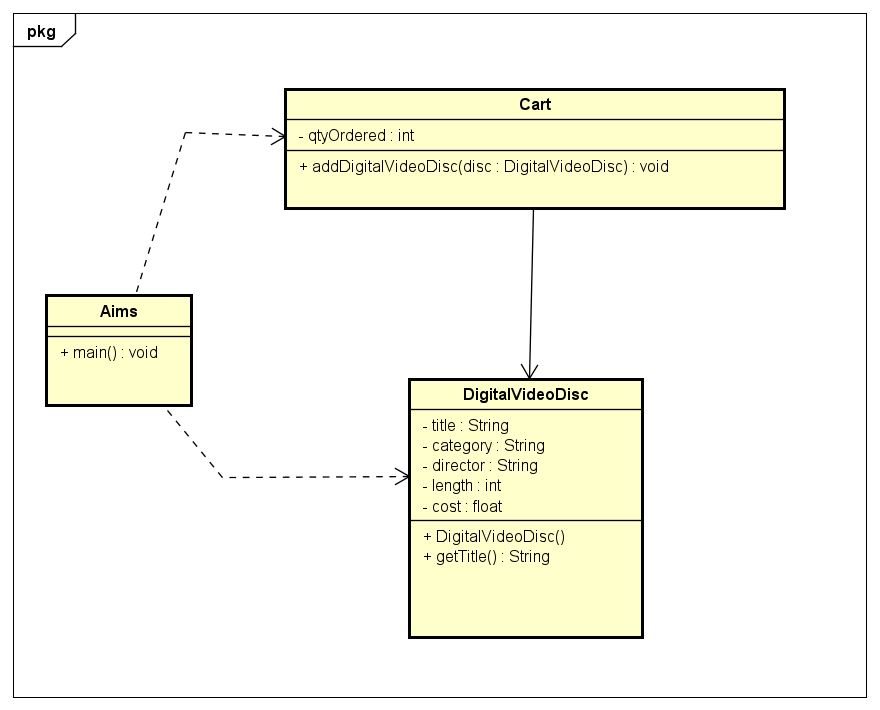 pkg
Cart
- qtyOrdered : int
+ addDigitalVideoDisc(disc : DigitalVideoDisc) : void
Aims
+ main() : void
DigitalVideoDisc
- title : String
- category : String
- director : String
- length : int
- cost : float
+ DigitalVideoDisc()
+ getTitle() : String